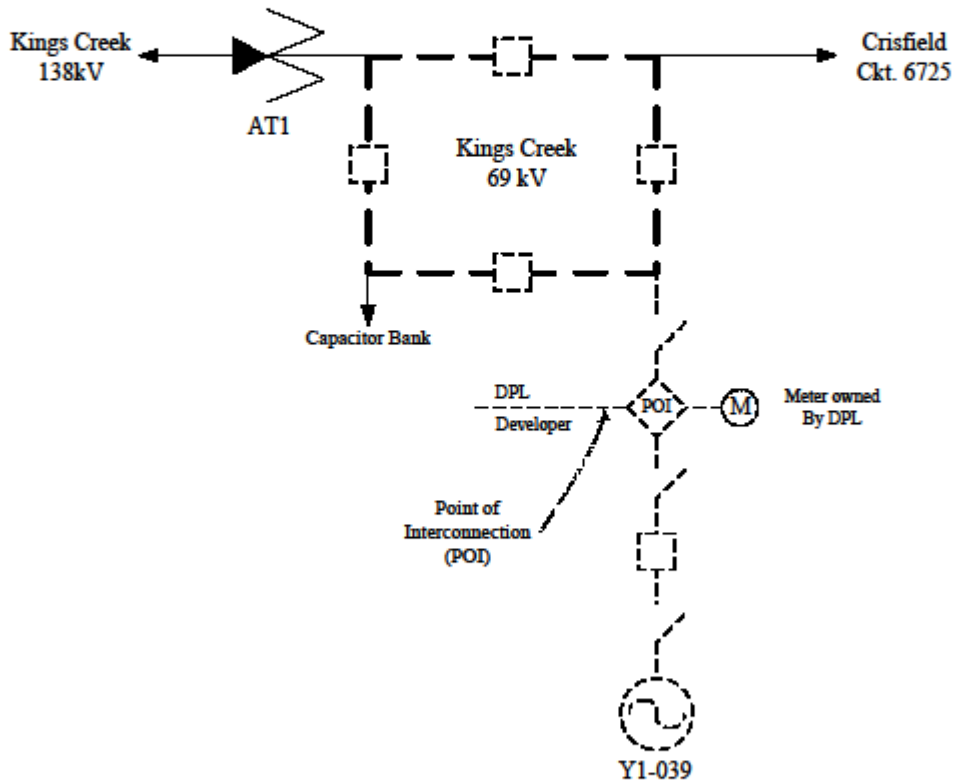 Kings Creek
138kV
AT1
Crisfield
Ckt. 6725
Kings Creek
69 kV
Capacitor Bank
DPL
Developer
POI
M
Meter owned
By DPL
Point of
Interconnection
(POI)
Y1-039